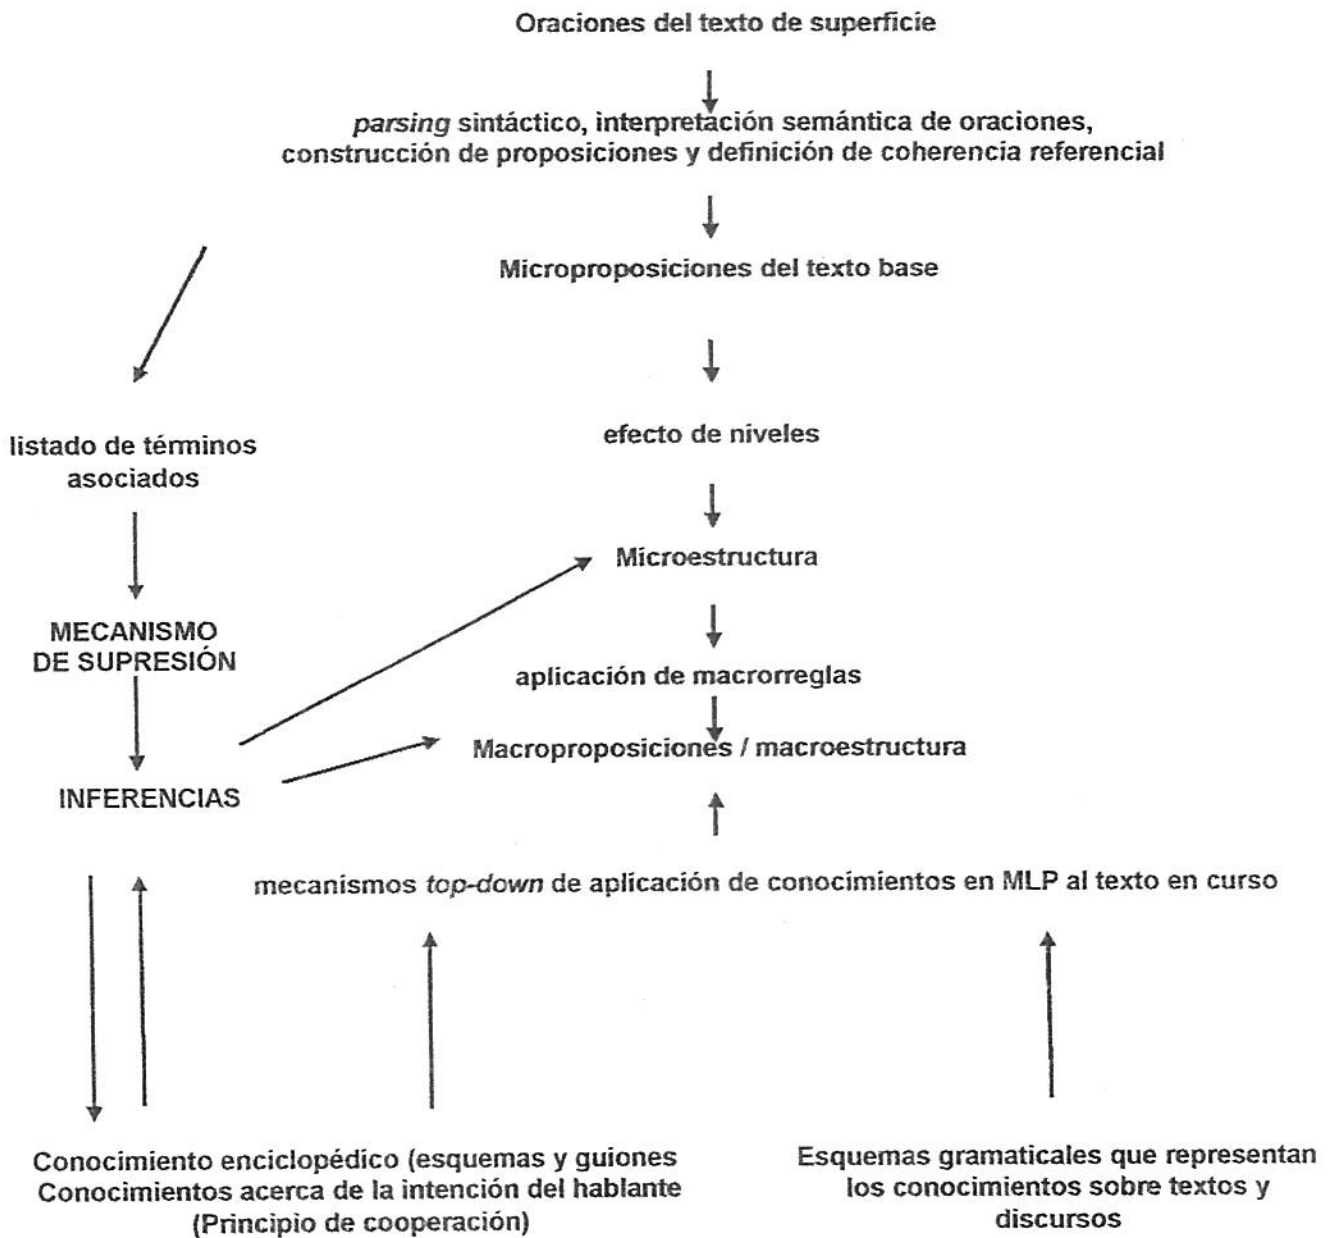 Oraciones del texto de superficie
parsing sintáctico, interpretación semántica de oraciones,
construcción de proposiciones y definición de coherencia referencial
Microproposiciones del texto base
listado de términos
asociados
efecto de niveles
Microestructura
MECANISMO
DE SUPRESIÓN
aplicación de macrorreglas
Macroproposiciones / macroestructura
INFERENCIAS
mecanismos top-down de aplicación de conocimientos en MLP al texto en curso
Conocimiento enciclopédico (esquemas y guiones
Conocimientos acerca de la intención del hablante
(Principio de cooperación)
Esquemas gramaticales que representan
los conocimientos sobre textos y
discursos